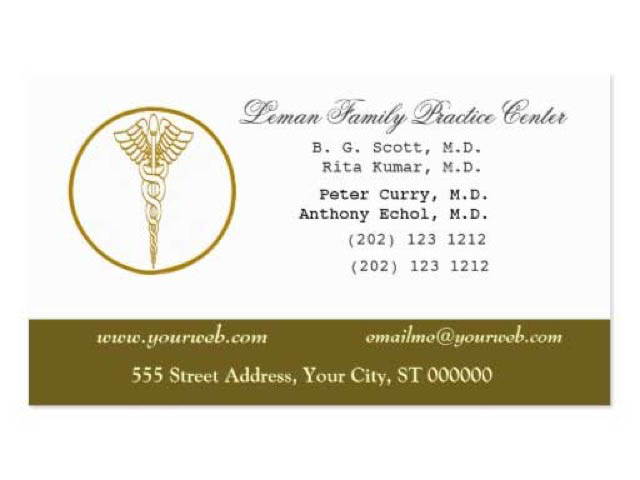 Leman Family Practice Center
B. G. Scott, M.D.
Rita Kumar, M.D.
Peter Curry, M.D.
Anthony Echol, M.D.
(202) 123 1212
(202) 123 1212
www.yourweb.com emailme@yourweb.com
555 Street Address, Your City, ST 000000